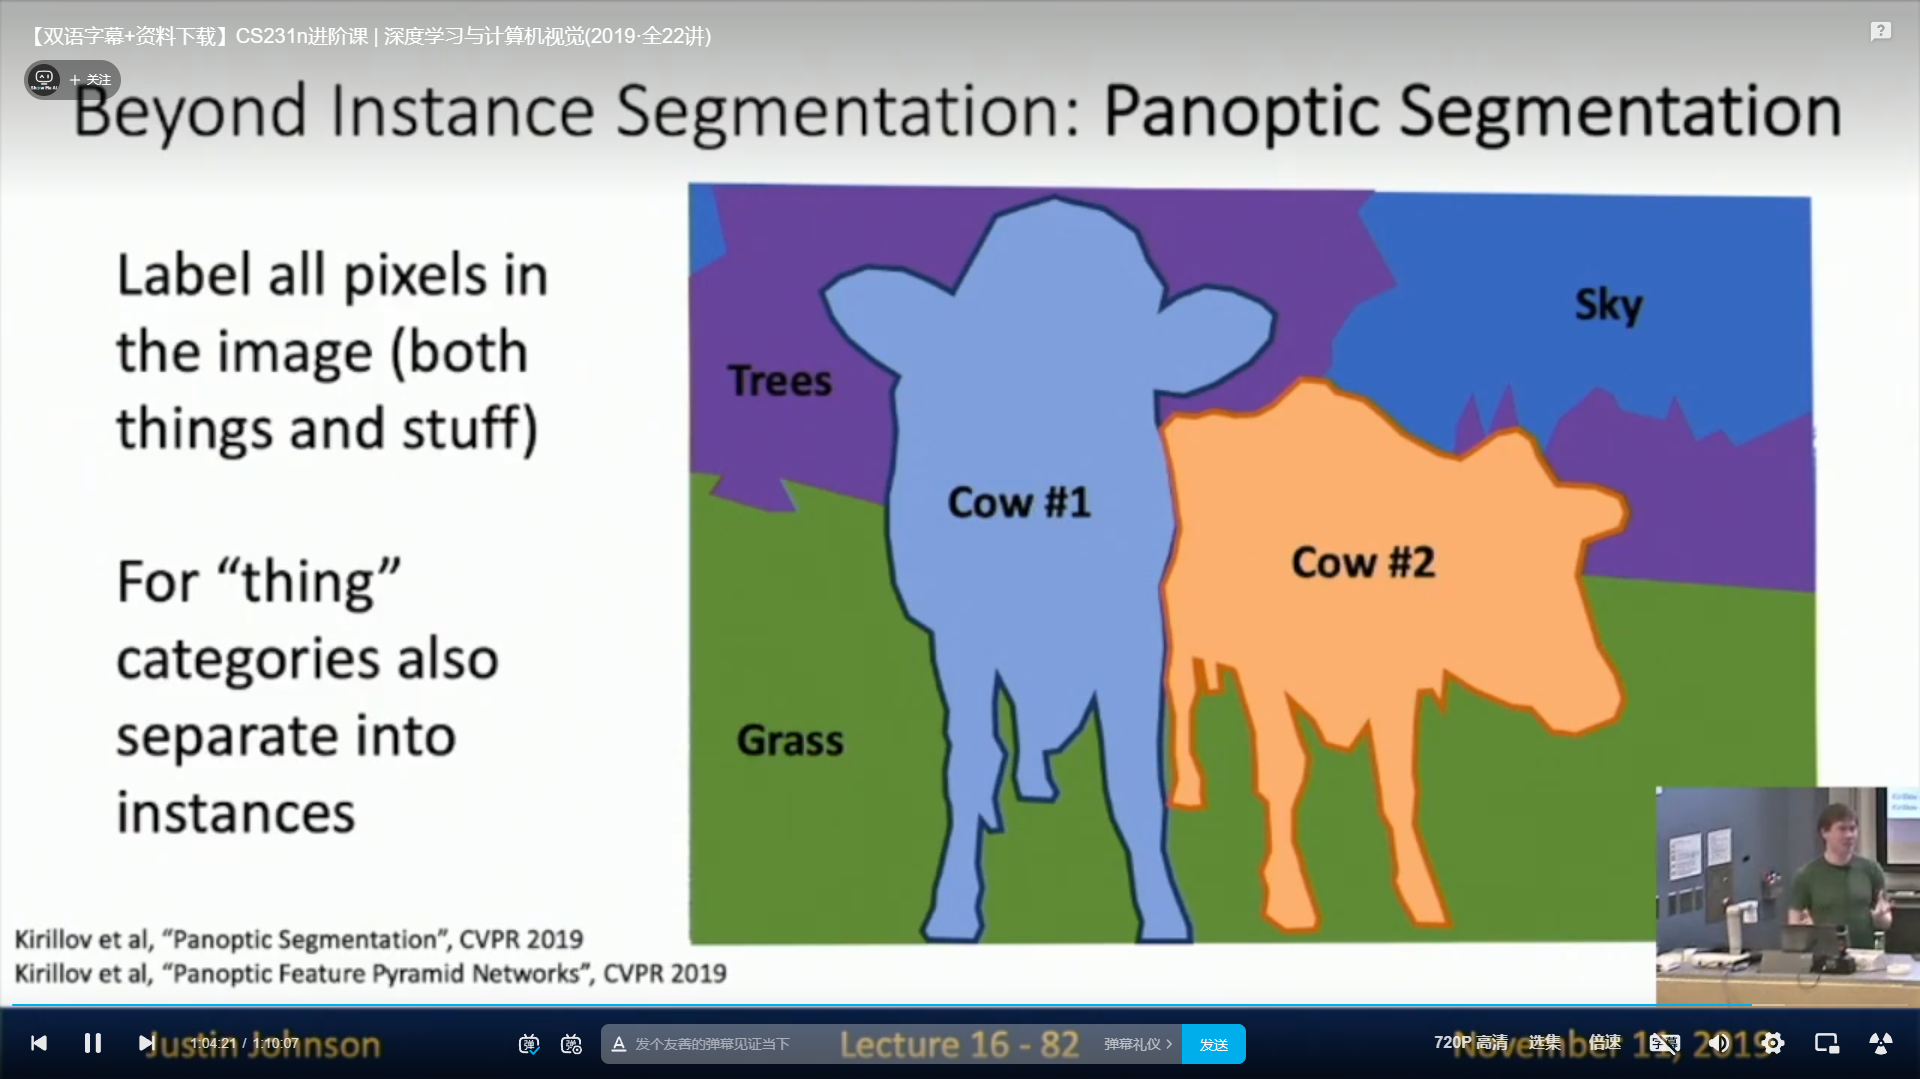 【双语字幕+资料下载】CS231n进阶课 | 深度学习与计算机视觉(2019·全22讲)
+ 关注
Beyond Instance Segmentation: Panoptic Segmentation
Label all pixels in
the image (both
things and stuff)
For “thing”
categories also
separate into
instances
Trees
Sky
Cow #1
Cow #2
Grass
Kirillov et al, “Panoptic Segmentation”, CVPR 2019
Kirillov et al, “Panoptic Feature Pyramid Networks”, CVPR 2019
Justin Johnson
1:04:21 / 1:10:07
弹
弹
A 发个友善的弹幕见证当下
Lecture 16 - 82
弹幕礼仪
发送
720P 高清
选集
倍速
字幕
November 11, 2019